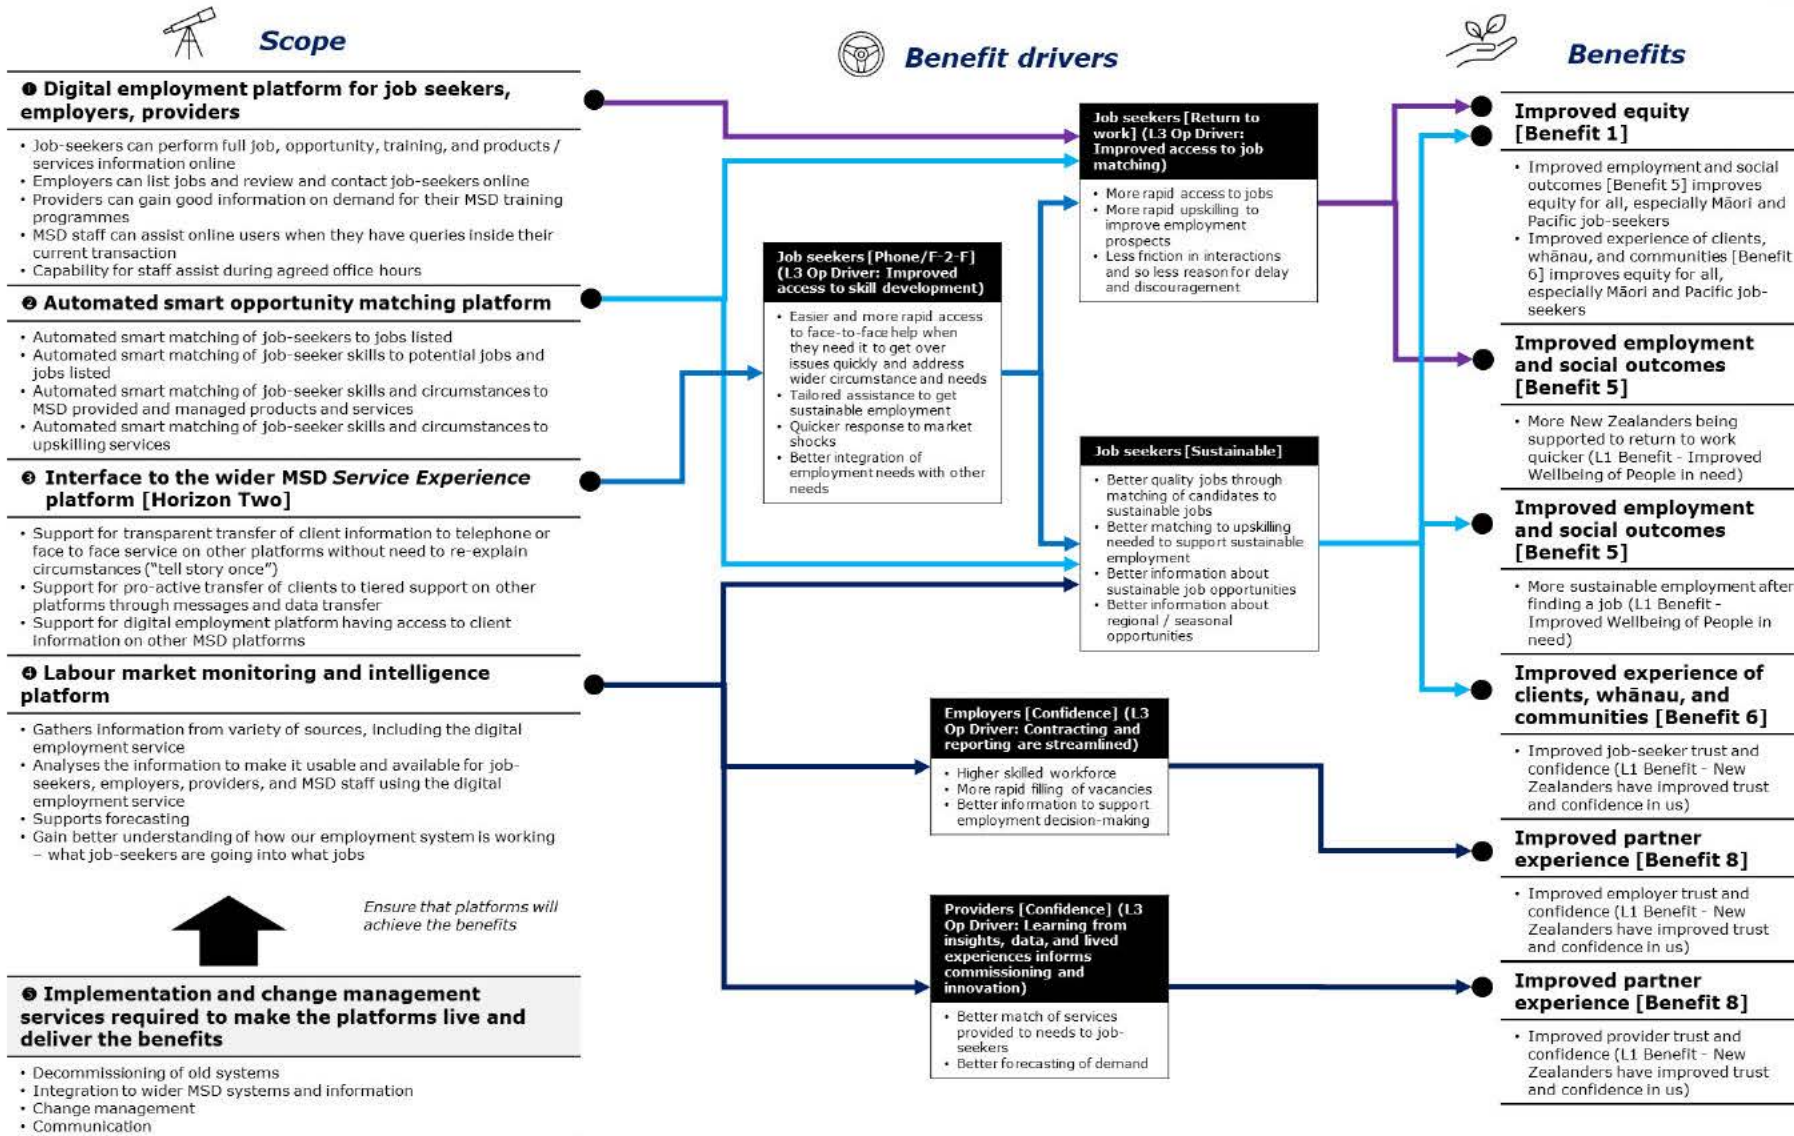 Scope
❶ Digital employment platform for job seekers,
employers, providers
• Job-seekers can perform full job, opportunity, training, and products /
services information online
• Employers can list jobs and review and contact job-seekers online
• Providers can gain good information on demand for their MSD training
programmes
• MSD staff can assist online users when they have queries inside their
current transaction
• Capability for staff assist during agreed office hours
❷ Automated smart opportunity matching platform
• Automated smart matching of job-seekers to jobs listed
• Automated smart matching of job-seeker skills to potential jobs and
jobs listed
• Automated smart matching of job-seeker skills and circumstances to
MSD provided and managed products and services
• Automated smart matching of job-seeker skills and circumstances to
upskilling services
❸ Interface to the wider MSD Service Experience
platform [Horizon Two]
• Support for transparent transfer of client information to telephone or
face to face service on other platforms without need to re-explain
circumstances (“tell story once”)
• Support for pro-active transfer of clients to tiered support on other
platforms through messages and data transfer
• Support for digital employment platform having access to client
information on other MSD platforms
❹ Labour market monitoring and intelligence
platform
• Gathers information from variety of sources, including the digital
employment service
• Analyses the information to make it usable and available for job-
seekers, employers, providers, and MSD staff using the digital
employment service
• Supports forecasting
• Gain better understanding of how our employment system is working
– what job-seekers are going into what jobs
Ensure that platforms will
achieve the benefits
❺ Implementation and change management
services required to make the platforms live and
deliver the benefits
• Decommissioning of old systems
• Integration to wider MSD systems and information
• Change management
• Communication
Benefit drivers
Job seekers [Phone/F-2-F]
(L3 Op Driver: Improved
access to skill development)
• Easier and more rapid access
to face-to-face help when
they need it to get over
issues quickly and address
wider circumstance and needs
• Tailored assistance to get
sustainable employment
• Quicker response to market
shocks
• Better integration of
employment needs with other
needs
Job seekers [Return to
work] (L3 Op Driver:
Improved access to job
matching)
• More rapid access to jobs
• More rapid upskilling to
improve employment
prospects
• Less friction in interactions
and so less reason for delay
and discouragement
Job seekers [Sustainable]
• Better quality jobs through
matching of candidates to
sustainable jobs
• Better matching to upskilling
needed to support sustainable
employment
• Better information about
sustainable job opportunities
• Better information about
regional / seasonal
opportunities
Employers [Confidence] (L3
Op Driver: Contracting and
reporting are streamlined)
• Higher skilled workforce
• More rapid filling of vacancies
• Better information to support
employment decision-making
Providers [Confidence] (L3
Op Driver: Learning from
insights, data, and lived
experiences informs
commissioning and
innovation)
• Better match of services
provided to needs to job-
seekers
• Better forecasting of demand
Benefits
Improved equity
[Benefit 1]
• Improved employment and social
outcomes [Benefit 5] improves
equity for all, especially Māori and
Pacific job-seekers
• Improved experience of clients,
whānau, and communities [Benefit
6] improves equity for all,
especially Māori and Pacific job-
seekers
Improved employment
and social outcomes
[Benefit 5]
• More New Zealanders being
supported to return to work
quicker (L1 Benefit - Improved
Wellbeing of People in need)
Improved employment
and social outcomes
[Benefit 5]
• More sustainable employment after
finding a job (L1 Benefit -
Improved Wellbeing of People in
need)
Improved experience of
clients, whānau, and
communities [Benefit 6]
• Improved job-seeker trust and
confidence (L1 Benefit - New
Zealanders have improved trust
and confidence in us)
Improved partner
experience [Benefit 8]
• Improved employer trust and
confidence (L1 Benefit - New
Zealanders have improved trust
and confidence in us)
Improved partner
experience [Benefit 8]
• Improved provider trust and
confidence (L1 Benefit - New
Zealanders have improved trust
and confidence in us)